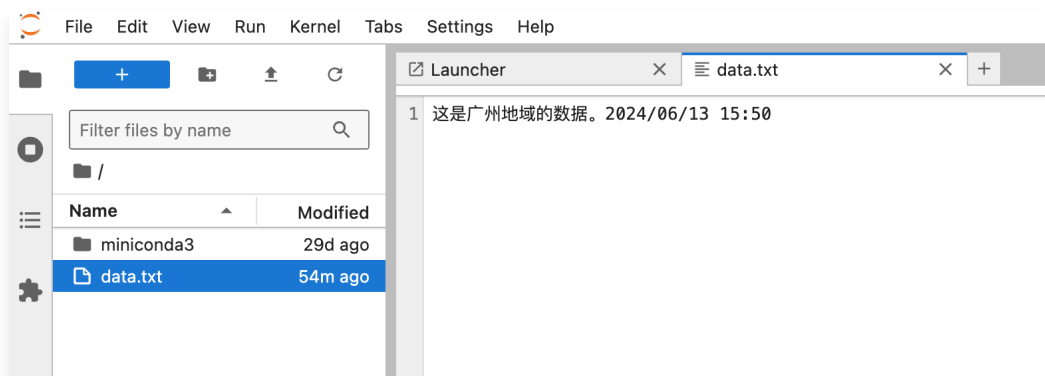 File Edit View Run Kernel Tabs Settings Help
Filter files by name
/
Name Modified
miniconda3 29d ago
data.txt 54m ago
Launcher data.txt
1 这是广州地域的数据。2024/06/13 15:50